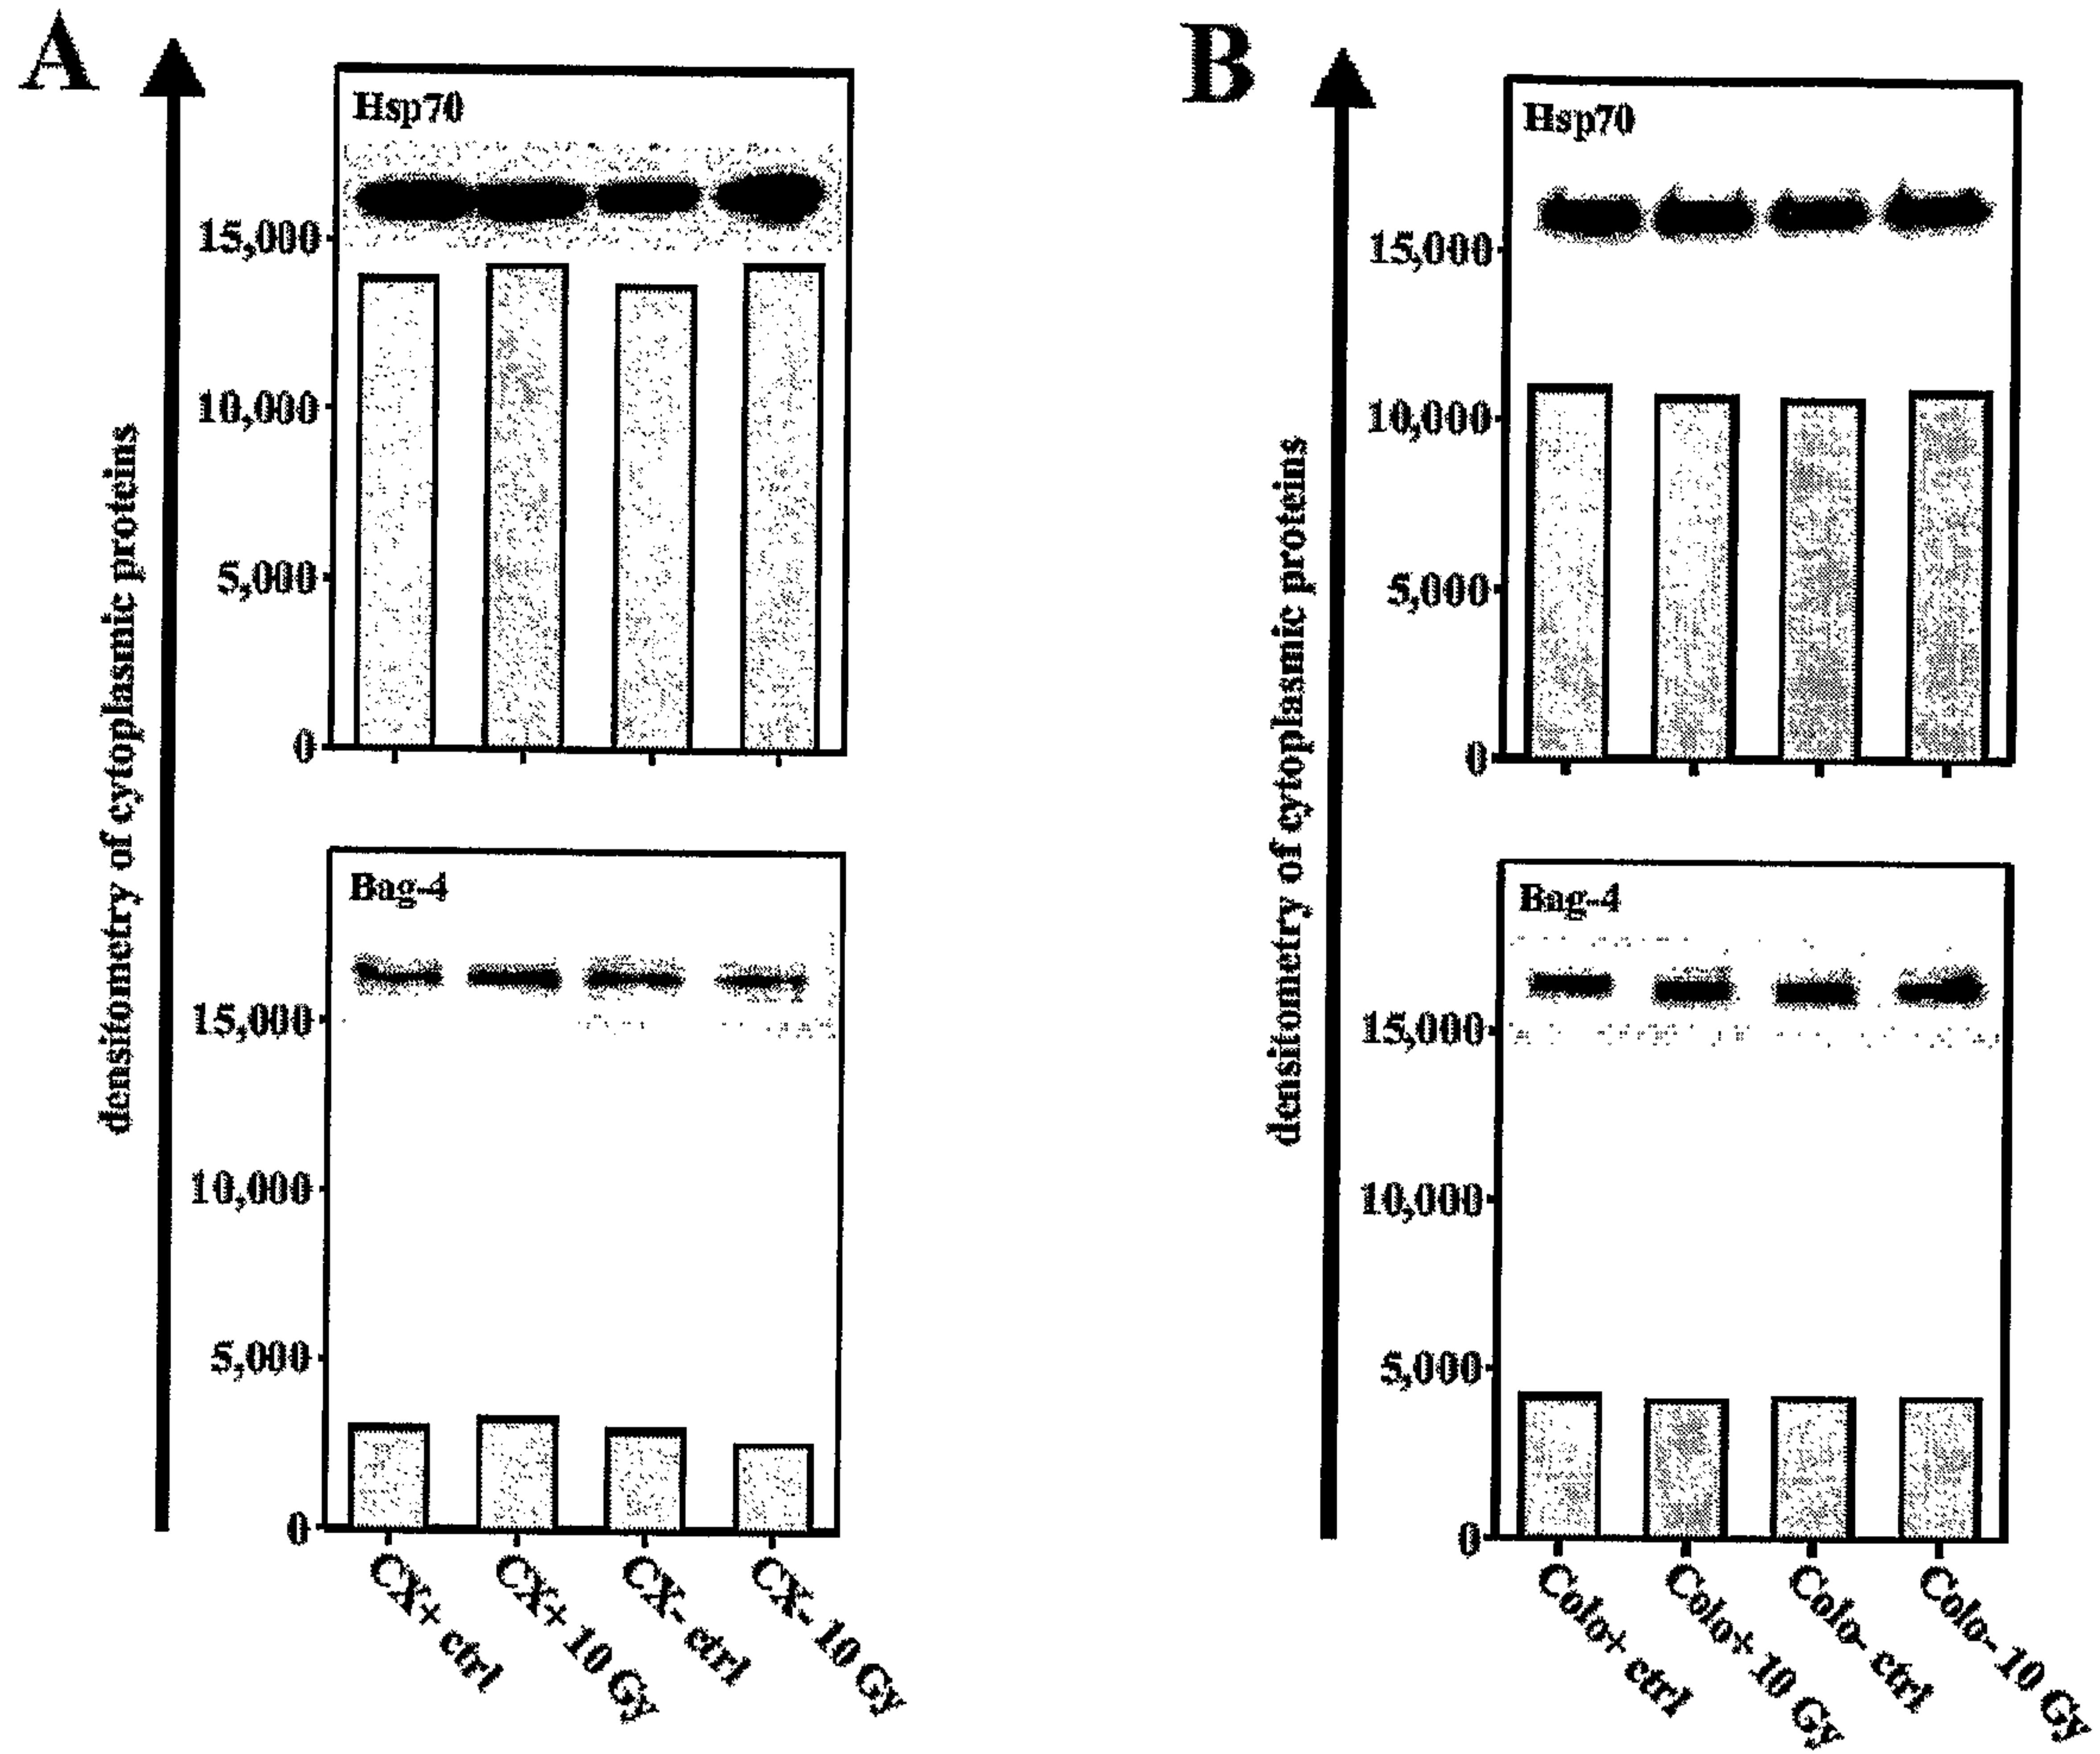 A
Hsp70
15,000
10,000
5,000
0
densitometry of cytoplasmic proteins
Bag-4
15,000
10,000
5,000
0
CX+ ctrl
CX+ 10 Gy
CX- ctrl
CX- 10 Gy
B
Hsp70
15,000
10,000
5,000
0
densitometry of cytoplasmic proteins
Bag-4
15,000
10,000
5,000
0
Colo+ ctrl
Colo+ 10 Gy
Colo- ctrl
Colo- 10 Gy